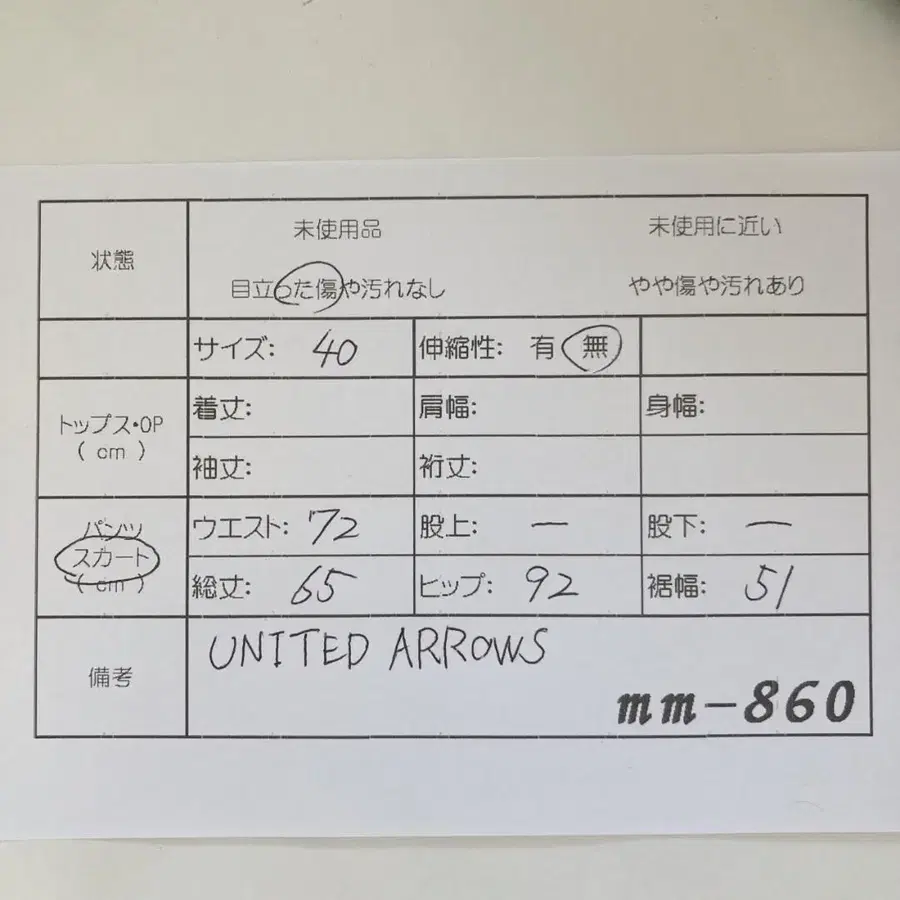 状態
未使用品 未使用に近い
目立った傷や汚れなし やや傷や汚れあり
サイズ: 40 伸縮性: 有 無
トップス・OP
(cm)
着丈: 肩幅: 身幅:
袖丈: 裄丈:
パンツ
スカート
(cm)
ウエスト: 72 股上: ー 股下: ー
総丈: 65 ヒップ: 92 裾幅: 51
備考
UNITED ARROWS
mm-860